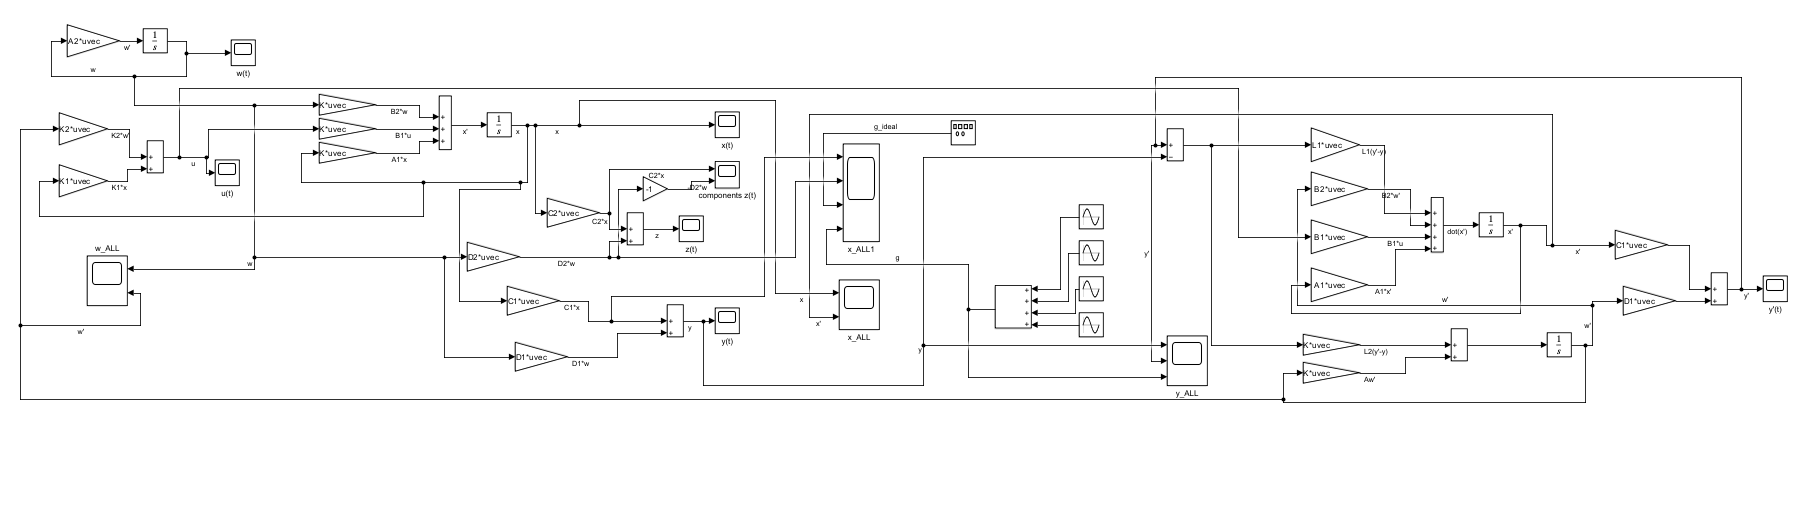 A2*uvec
w'
1
s
w
w(t)
K2*uvec
K2*w'
+
+
K1*uvec
K1*x
u
u(t)
K*uvec
B2*w
K*uvec
B1*u
K*uvec
A1*x
+
+
+
x'
1
s
x
x
x(t)
C2*x
-1
-D2*w
components z(t)
C2*uvec
C2*x
+
+
z
z(t)
w_ALL
w
w'
D2*uvec
D2*w
C1*uvec
C1*x
D1*uvec
D1*w
+
+
y
y(t)
g_ideal
x_ALL1
g
x
x'
x_ALL
+
+
+
+
y
y'
y_ALL
+
−
L1*uvec
L1(y'-y)
B2*uvec
B2*w'
B1*uvec
B1*u
A1*uvec
A1*x'
+
+
+
+
dot(x')
1
s
x'
x'
C1*uvec
w'
w'
D1*uvec
+
+
y'
y'(t)
K*uvec
L2(y'-y)
K*uvec
Aw'
+
+
1
s